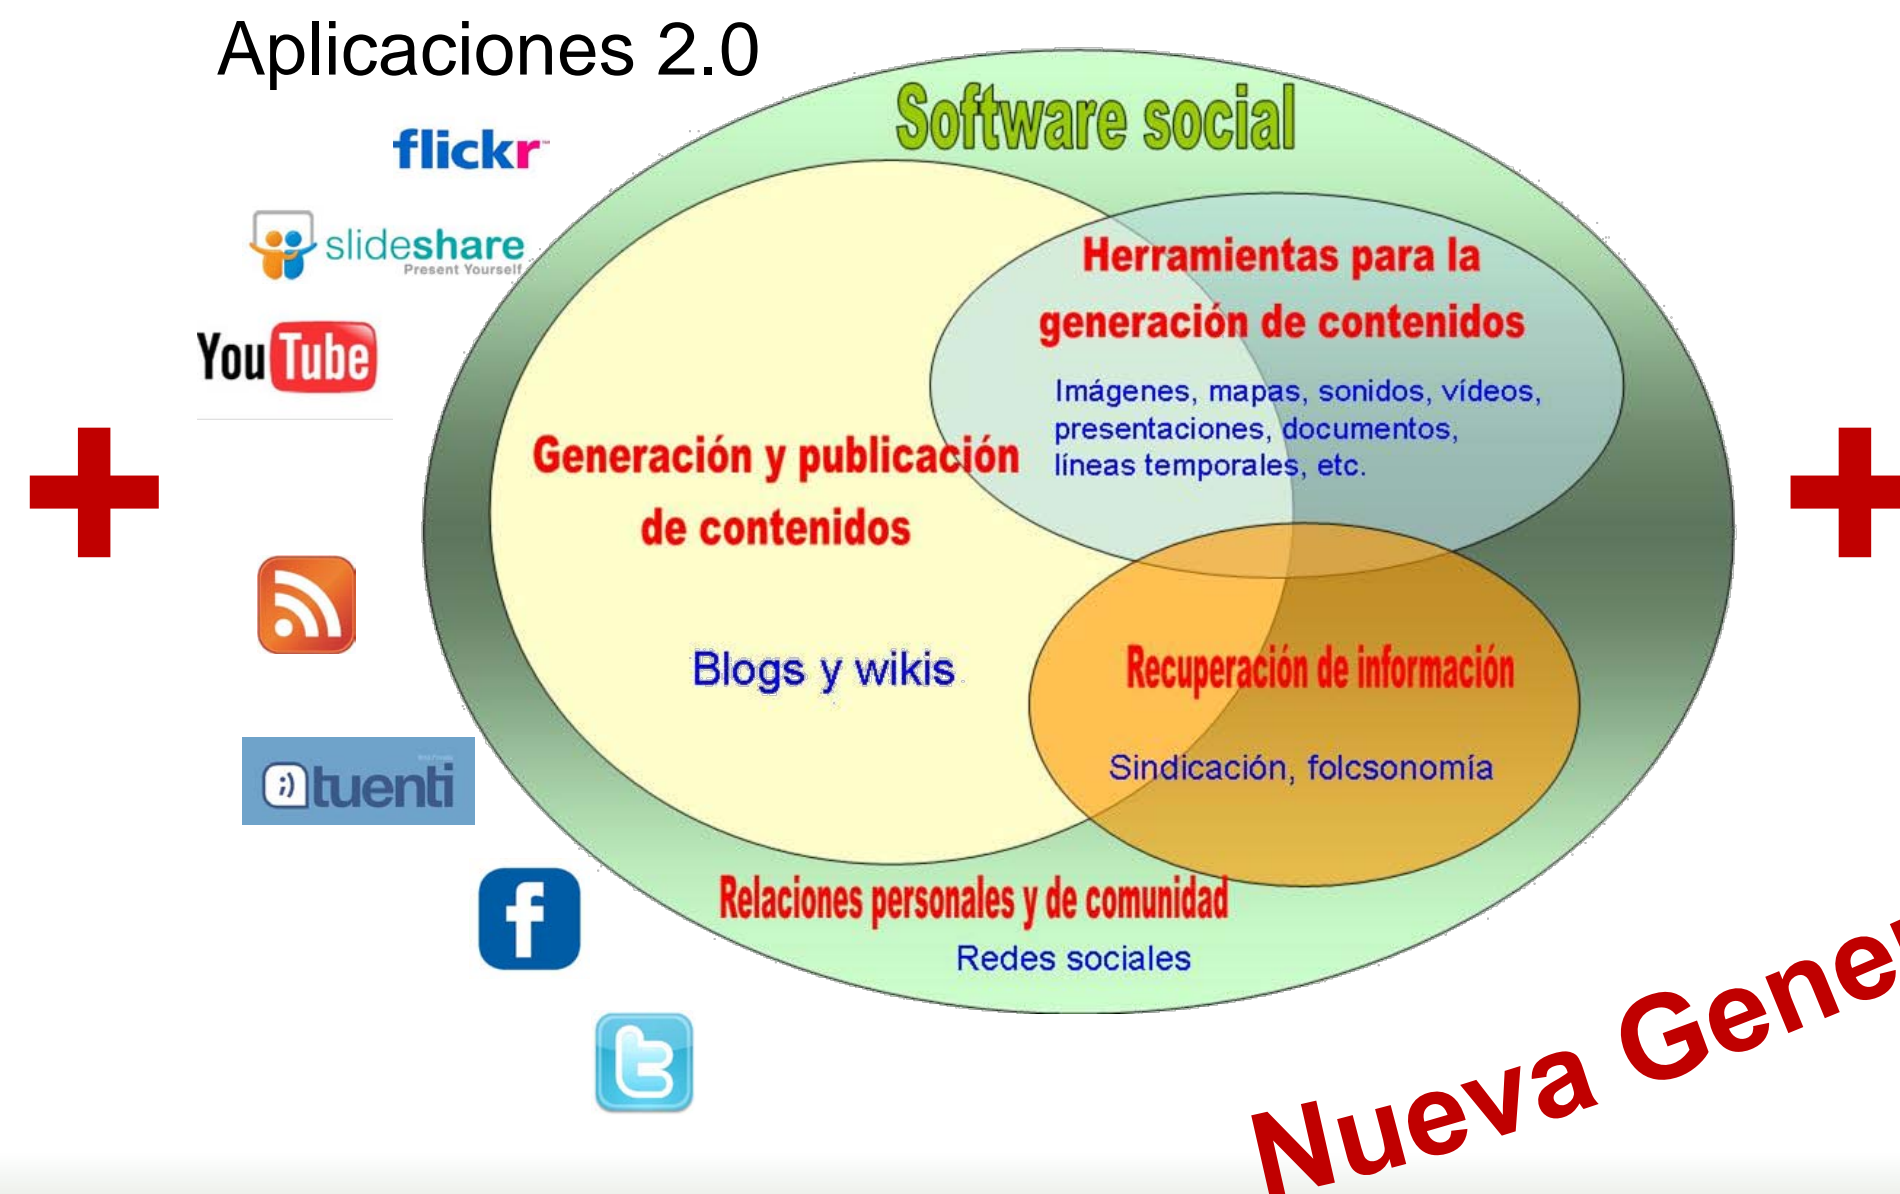 Aplicaciones 2.0
Software social
flickr
slideshare
Present Yourself
YouTube
Herramientas para la
generación de contenidos
Imágenes, mapas, sonidos, vídeos,
presentaciones, documentos,
líneas temporales, etc.
Generación y publicación
de contenidos
Blogs y wikis
Recuperación de información
Sindicación, folcsonomía
;) tuenti
Relaciones personales y de comunidad
Redes sociales
f
t
Nueva Gene